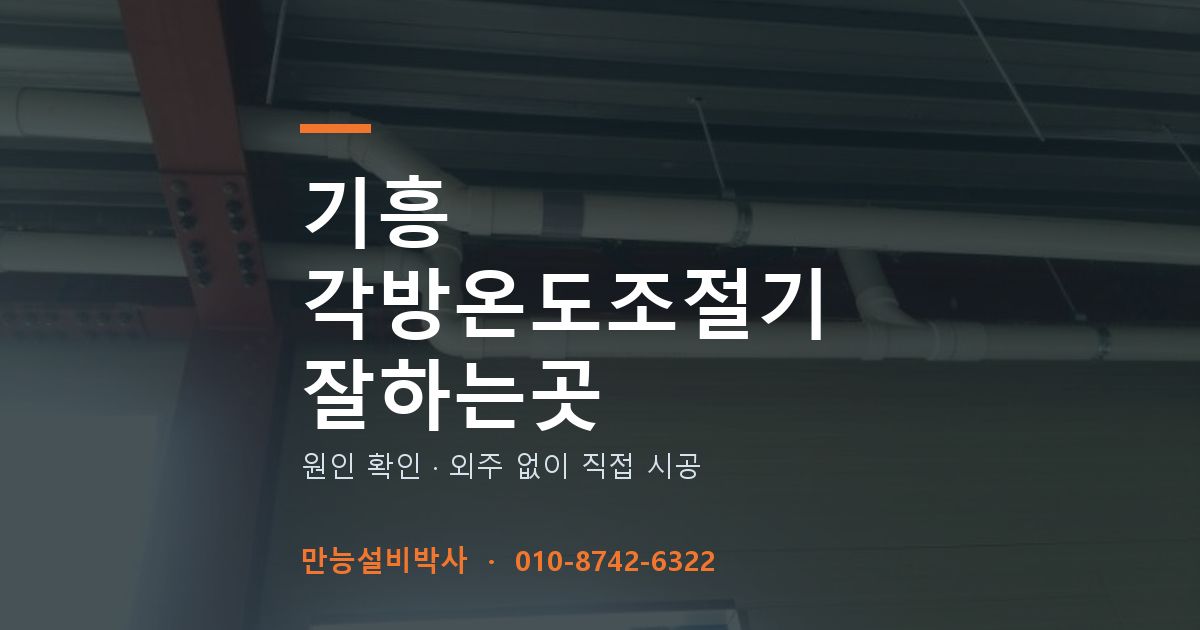 기흥
각방온도조절기
잘하는곳
원인 확인 · 외주 없이 직접 시공
만능설비박사 · 010-8742-6322